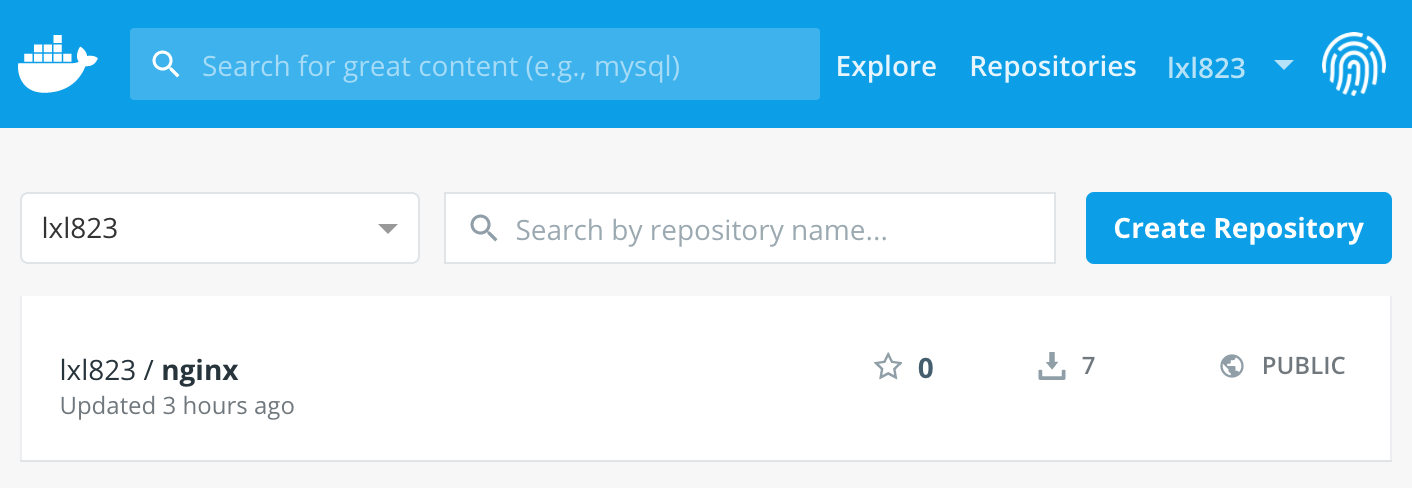 Search for great content (e.g., mysql) Explore Repositories lxl823
lxl823 Search by repository name... Create Repository
lxl823 / nginx 0 7 PUBLIC
Updated 3 hours ago